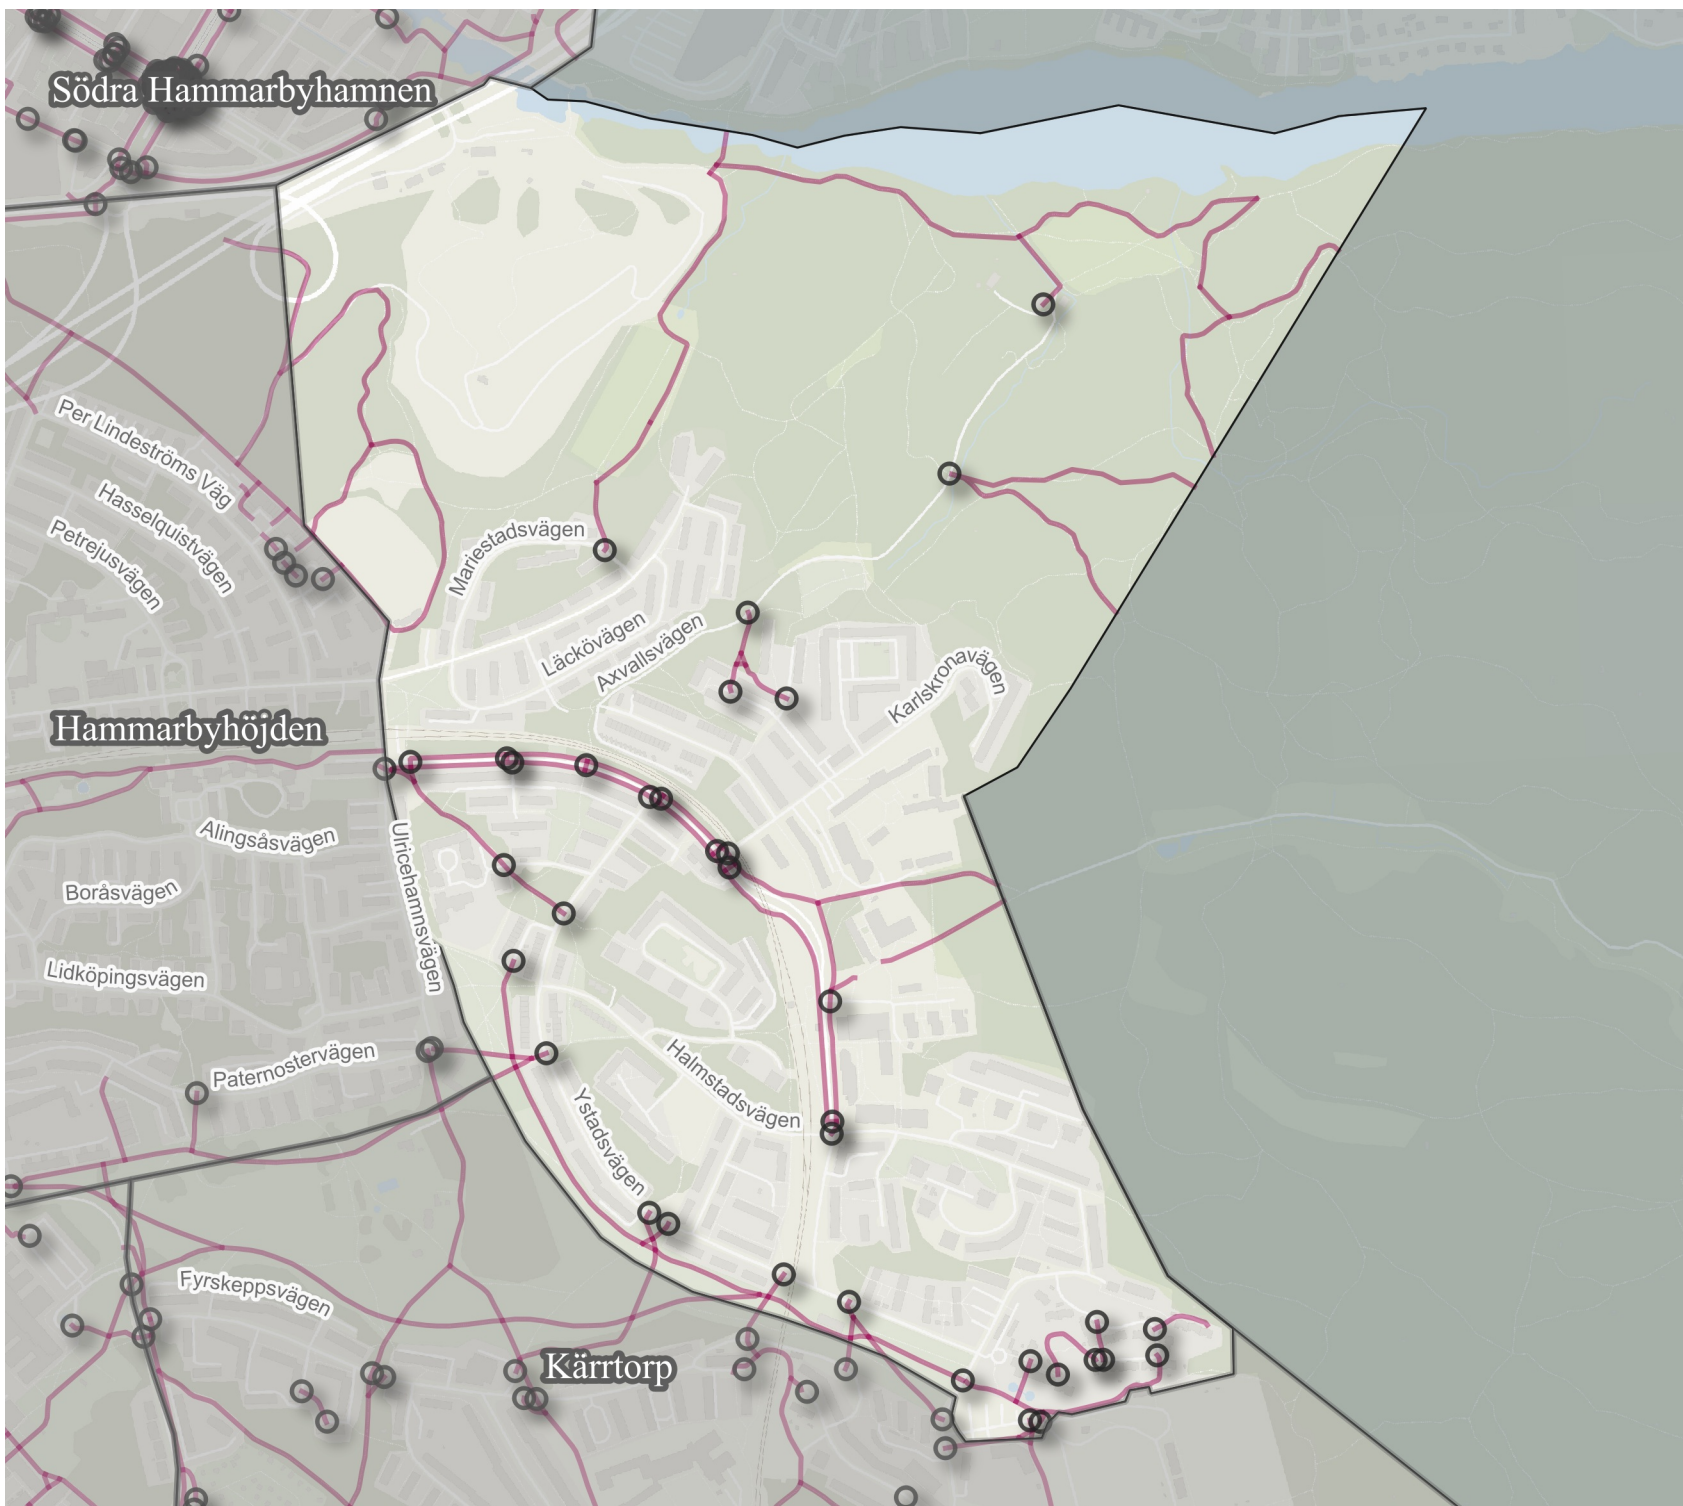 Södra Hammarbyhamnen
Per Lindeströms Väg
Hasselquistvägen
Petrejusvägen
Mariestadsvägen
Läckövägen
Axvallsvägen
Karlskronavägen
Hammarbyhöjden
Alingsåsvägen
Ulricehamnsvägen
Boråsvägen
Lidköpingsvägen
Paternostervägen
Halmstadsvägen
Ystadsvägen
Fyrskeppsvägen
Kärrtorp